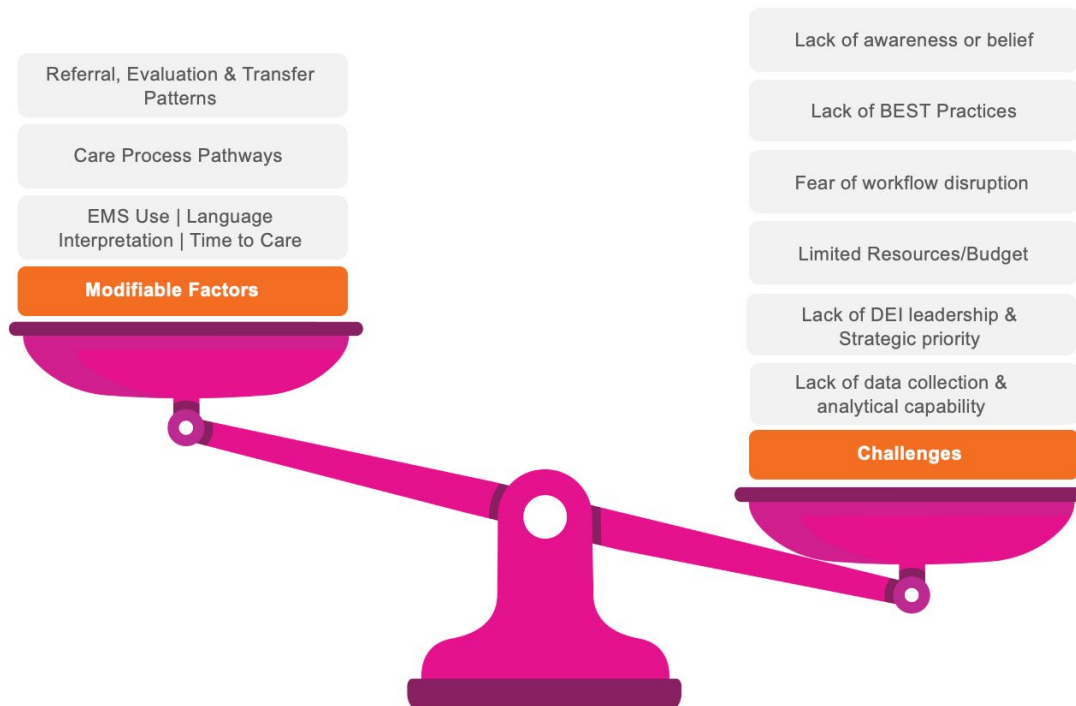 Referral, Evaluation & Transfer
Patterns
Care Process Pathways
EMS Use | Language
Interpretation | Time to Care
Modifiable Factors
Lack of awareness or belief
Lack of BEST Practices
Fear of workflow disruption
Limited Resources/Budget
Lack of DEI leadership &
Strategic priority
Lack of data collection &
analytical capability
Challenges